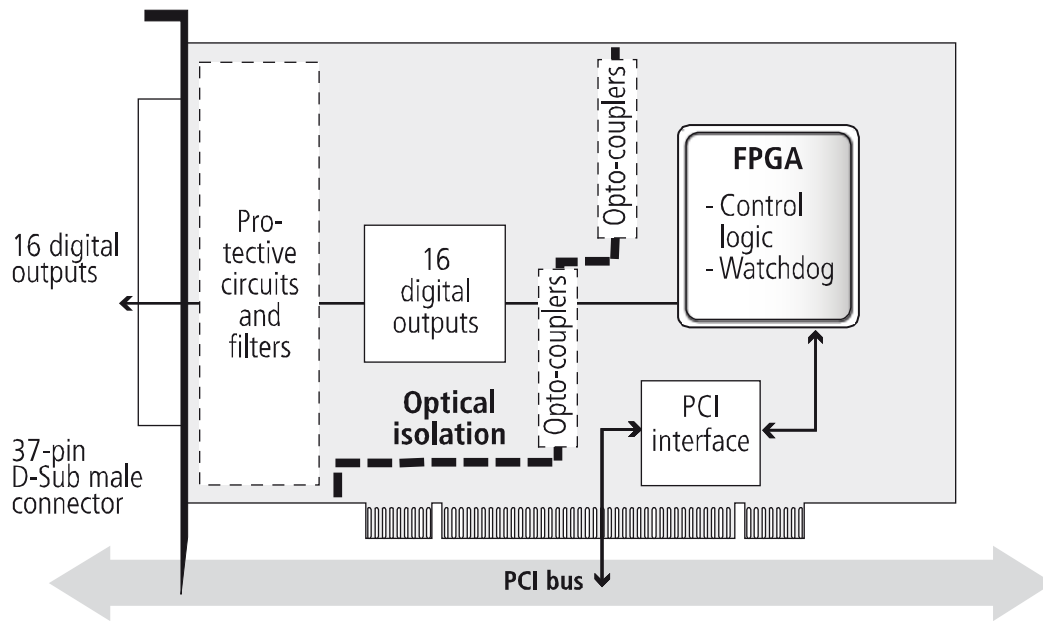 16 digital
outputs
37-pin
D-Sub male
connector
Pro-
tective
circuits
and
filters
16
digital
outputs
Optical
isolation
Opto-couplers
Opto-couplers
FPGA
- Control
logic
- Watchdog
PCI
interface
PCI bus